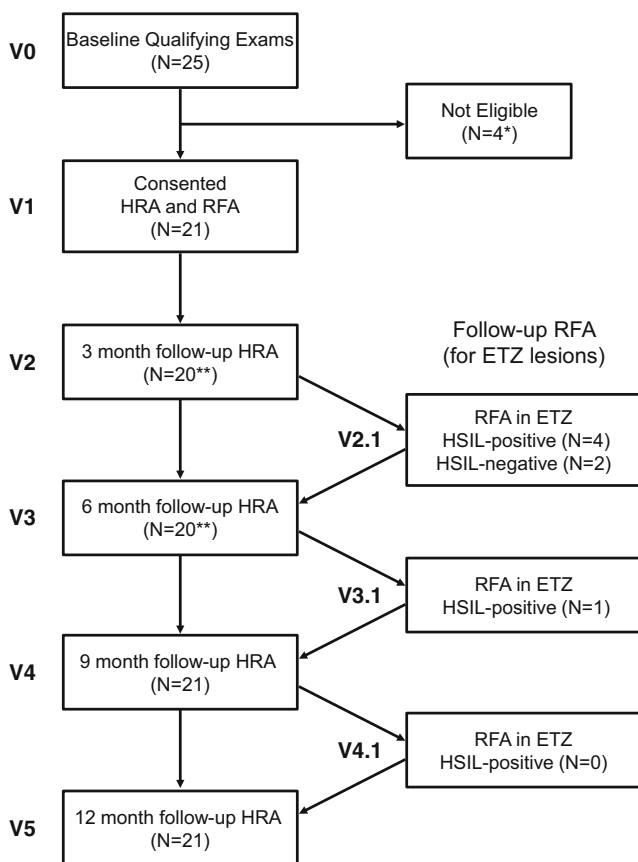 V0
Baseline Qualifying Exams
(N=25)
Not Eligible
(N=4*)
V1
Consented
HRA and RFA
(N=21)
V2
3 month follow-up HRA
(N=20**)
Follow-up RFA
(for ETZ lesions)
V2.1
RFA in ETZ
HSIL-positive (N=4)
HSIL-negative (N=2)
V3
6 month follow-up HRA
(N=20**)
V3.1
RFA in ETZ
HSIL-positive (N=1)
V4
9 month follow-up HRA
(N=21)
V4.1
RFA in ETZ
HSIL-positive (N=0)
V5
12 month follow-up HRA
(N=21)